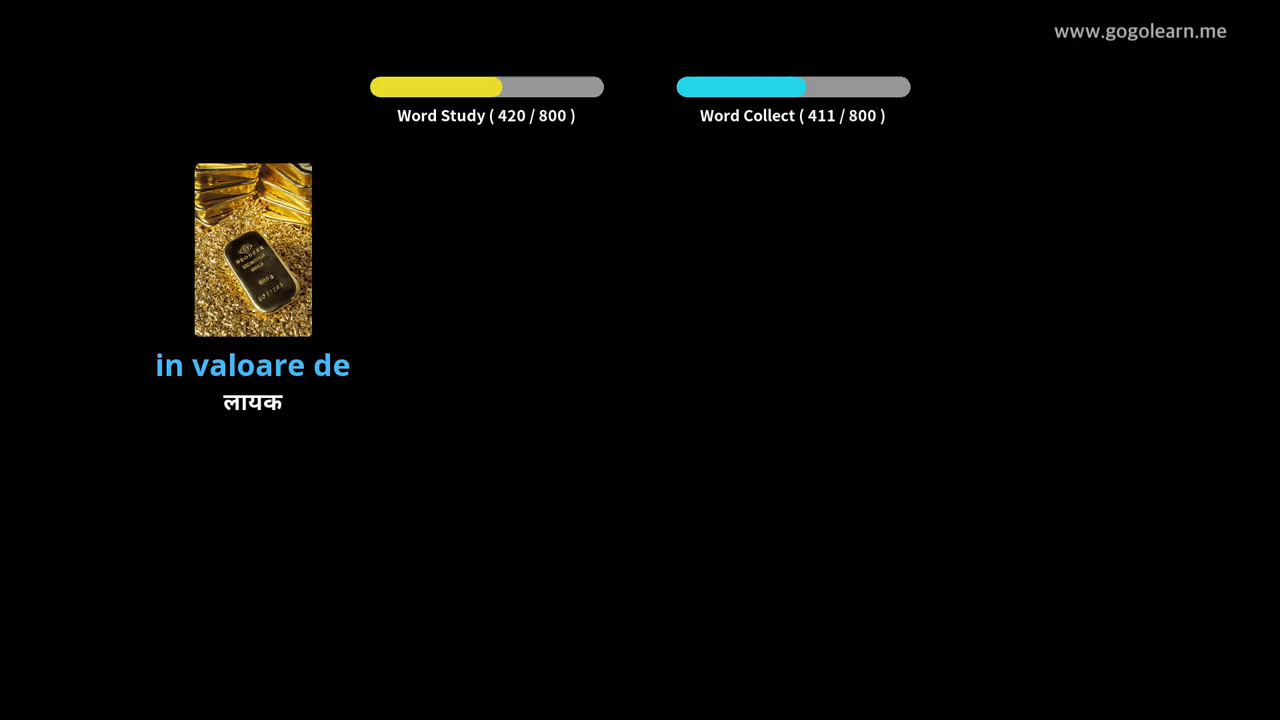 www.gogolearn.me
Word Study ( 420 / 800 )
Word Collect ( 411 / 800 )
in valoare de
लायक